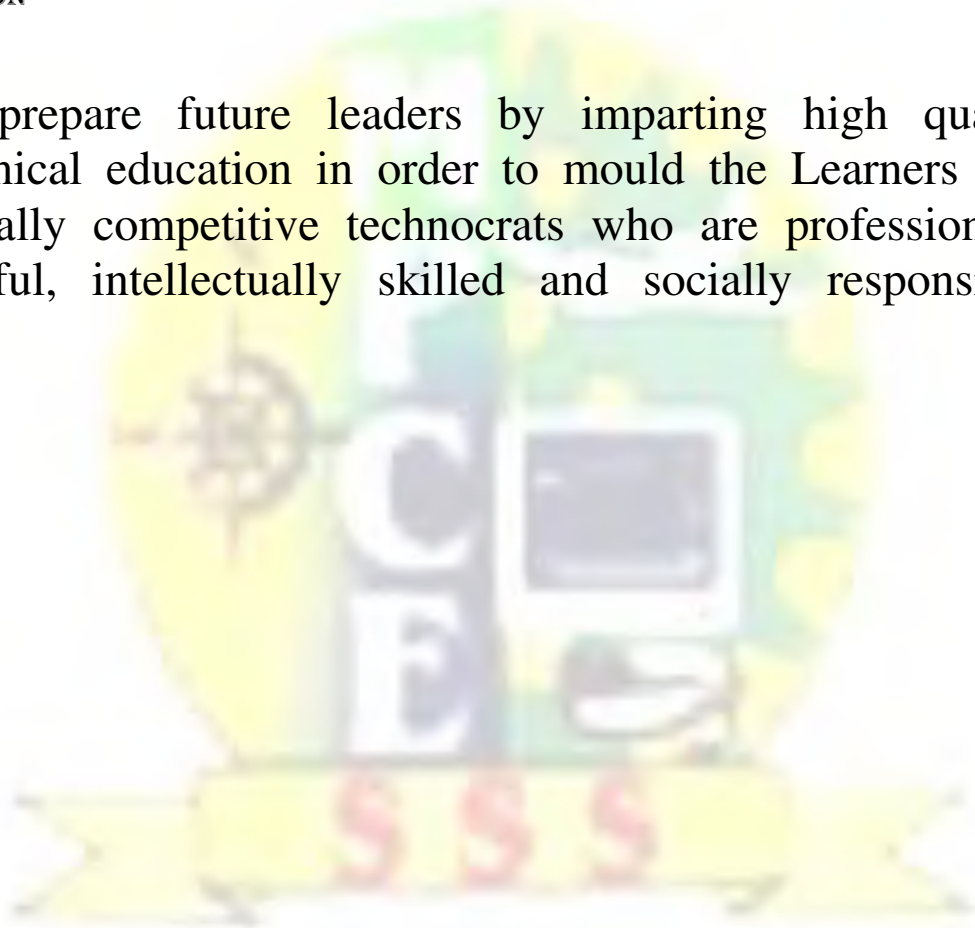 prepare future leaders by imparting high qua
nical education in order to mould the Learners
ally competitive technocrats who are profession
ful, intellectually skilled and socially respons
C
E
S S S